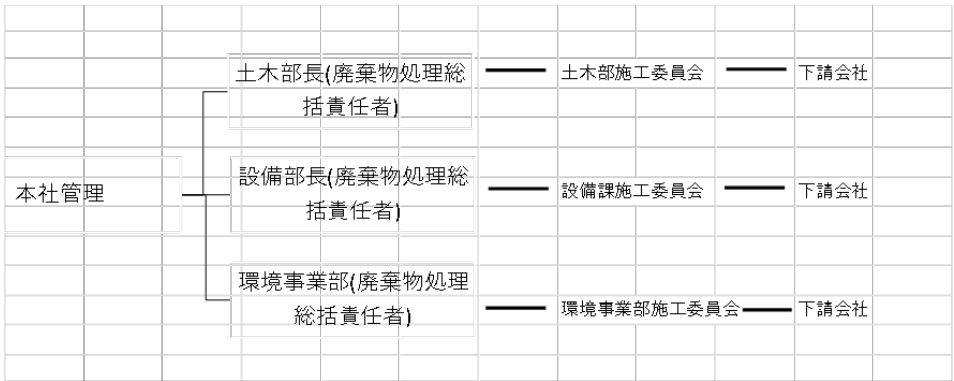 土木部長(廃棄物処理総
括責任者)
土木部施工委員会
下請会社
本社管理
設備部長(廃棄物処理総
括責任者)
設備課施工委員会
下請会社
環境事業部(廃棄物処理
総括責任者)
環境事業部施工委員会
下請会社